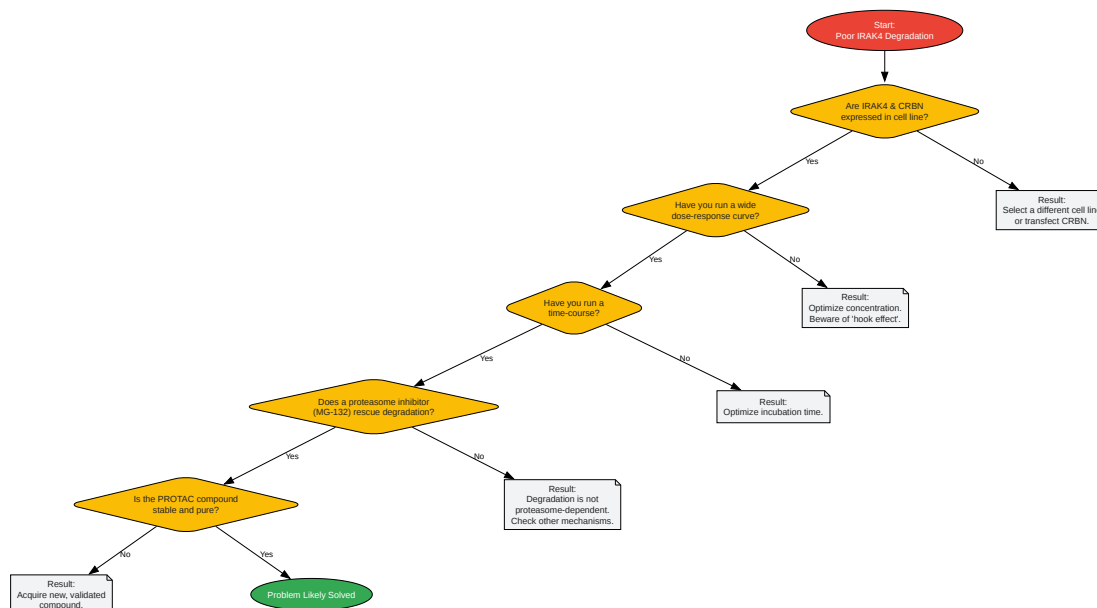 Start:
Poor IRAK4 Degradation
Are IRAK4 & CRBN
expressed in cell line?
Yes
No
Result:
Select a different cell line
or transfect CRBN.
Have you run a wide
dose-response curve?
Yes
No
Result:
Optimize concentration.
Beware of 'hook effect'.
Have you run a
time-course?
Yes
No
Result:
Optimize incubation time.
Does a proteasome inhibitor
(MG-132) rescue degradation?
Yes
No
Result:
Degradation is not
proteasome-dependent.
Check other mechanisms.
Is the PROTAC compound
stable and pure?
No
Yes
Result:
Acquire new, validated
compound.
Problem Likely Solved